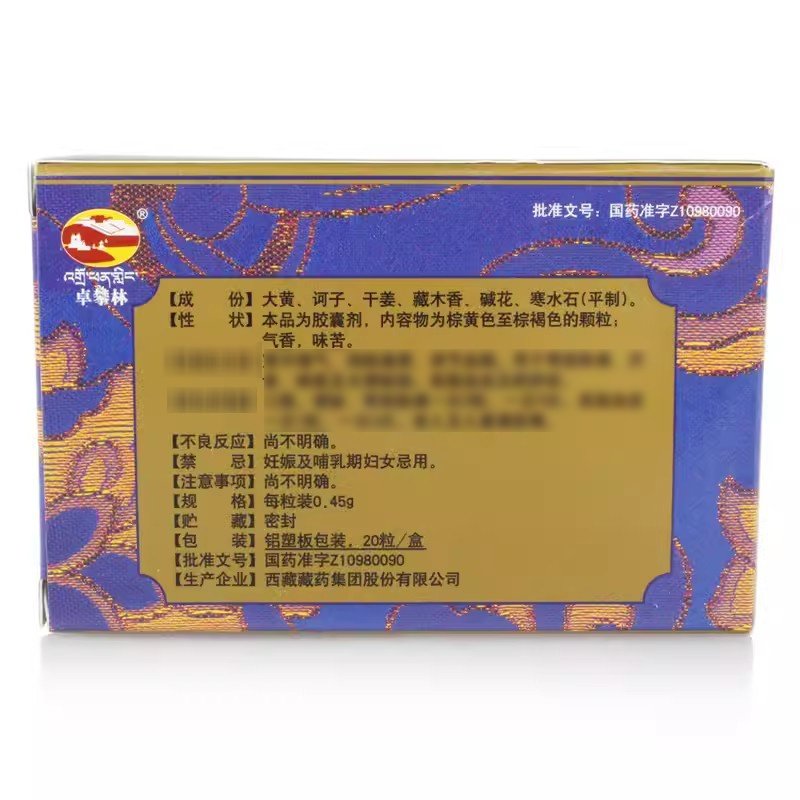 批准文号：国药准字Z10980090
®
卓攀林
【成 份】大黄、诃子、干姜、藏木香、碱花、寒水石(平制)。
【性 状】本品为胶囊剂，内容物为棕黄色至棕褐色的颗粒；
气香，味苦。
【不良反应】尚不明确。
【禁 忌】妊娠及哺乳期妇女忌用。
【注意事项】尚不明确。
【规 格】每粒装0.45g
【贮 藏】密封
【包 装】铝塑板包装，20粒/盒
【批准文号】国药准字Z10980090
【生产企业】西藏藏药集团股份有限公司